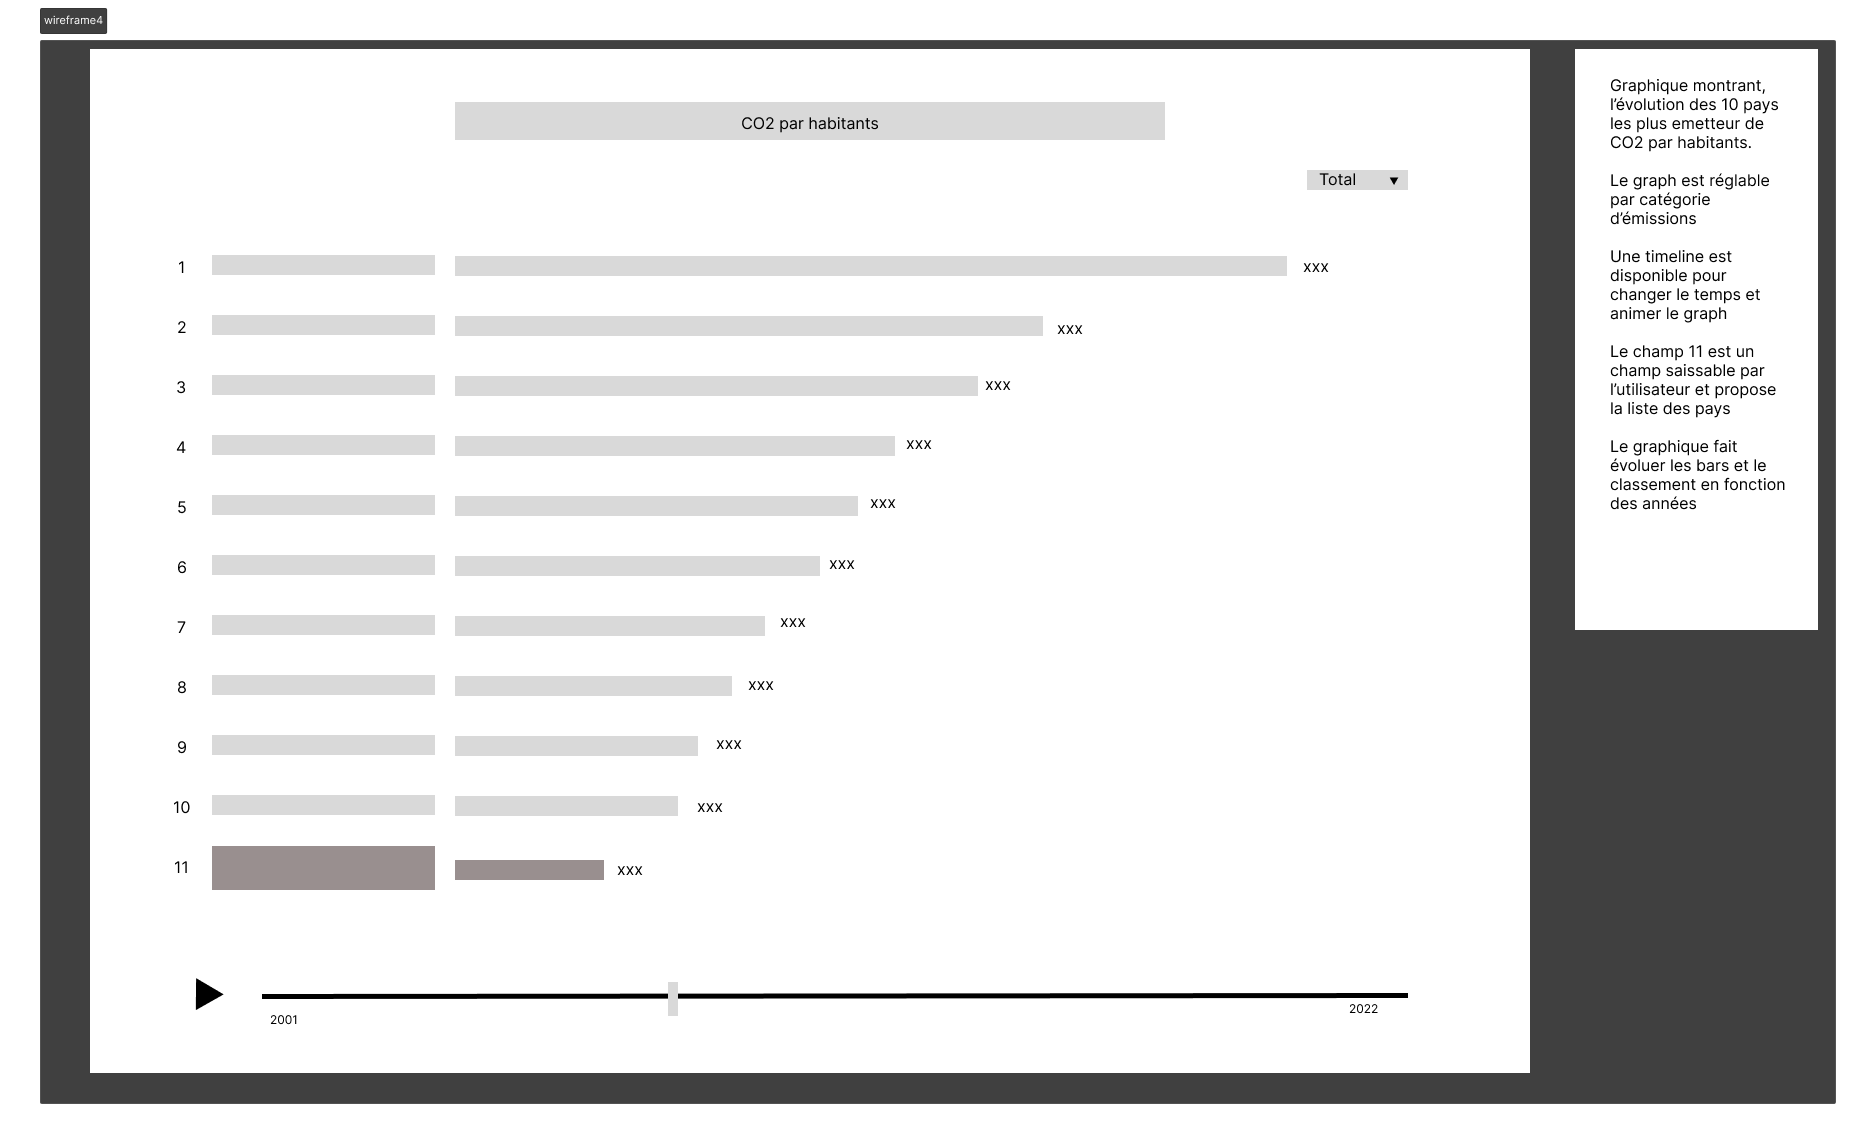 wireframe4
CO2 par habitants
Total
1
xxx
2
xxx
3
xxx
4
xxx
5
xxx
6
xxx
7
xxx
8
xxx
9
xxx
10
xxx
11
xxx
2001
2022
Graphique montrant,
l’évolution des 10 pays
les plus emetteur de
CO2 par habitants.
Le graph est réglable
par catégorie
d’émissions
Une timeline est
disponible pour
changer le temps et
animer le graph
Le champ 11 est un
champ saissable par
l’utilisateur et propose
la liste des pays
Le graphique fait
évoluer les bars et le
classement en fonction
des années